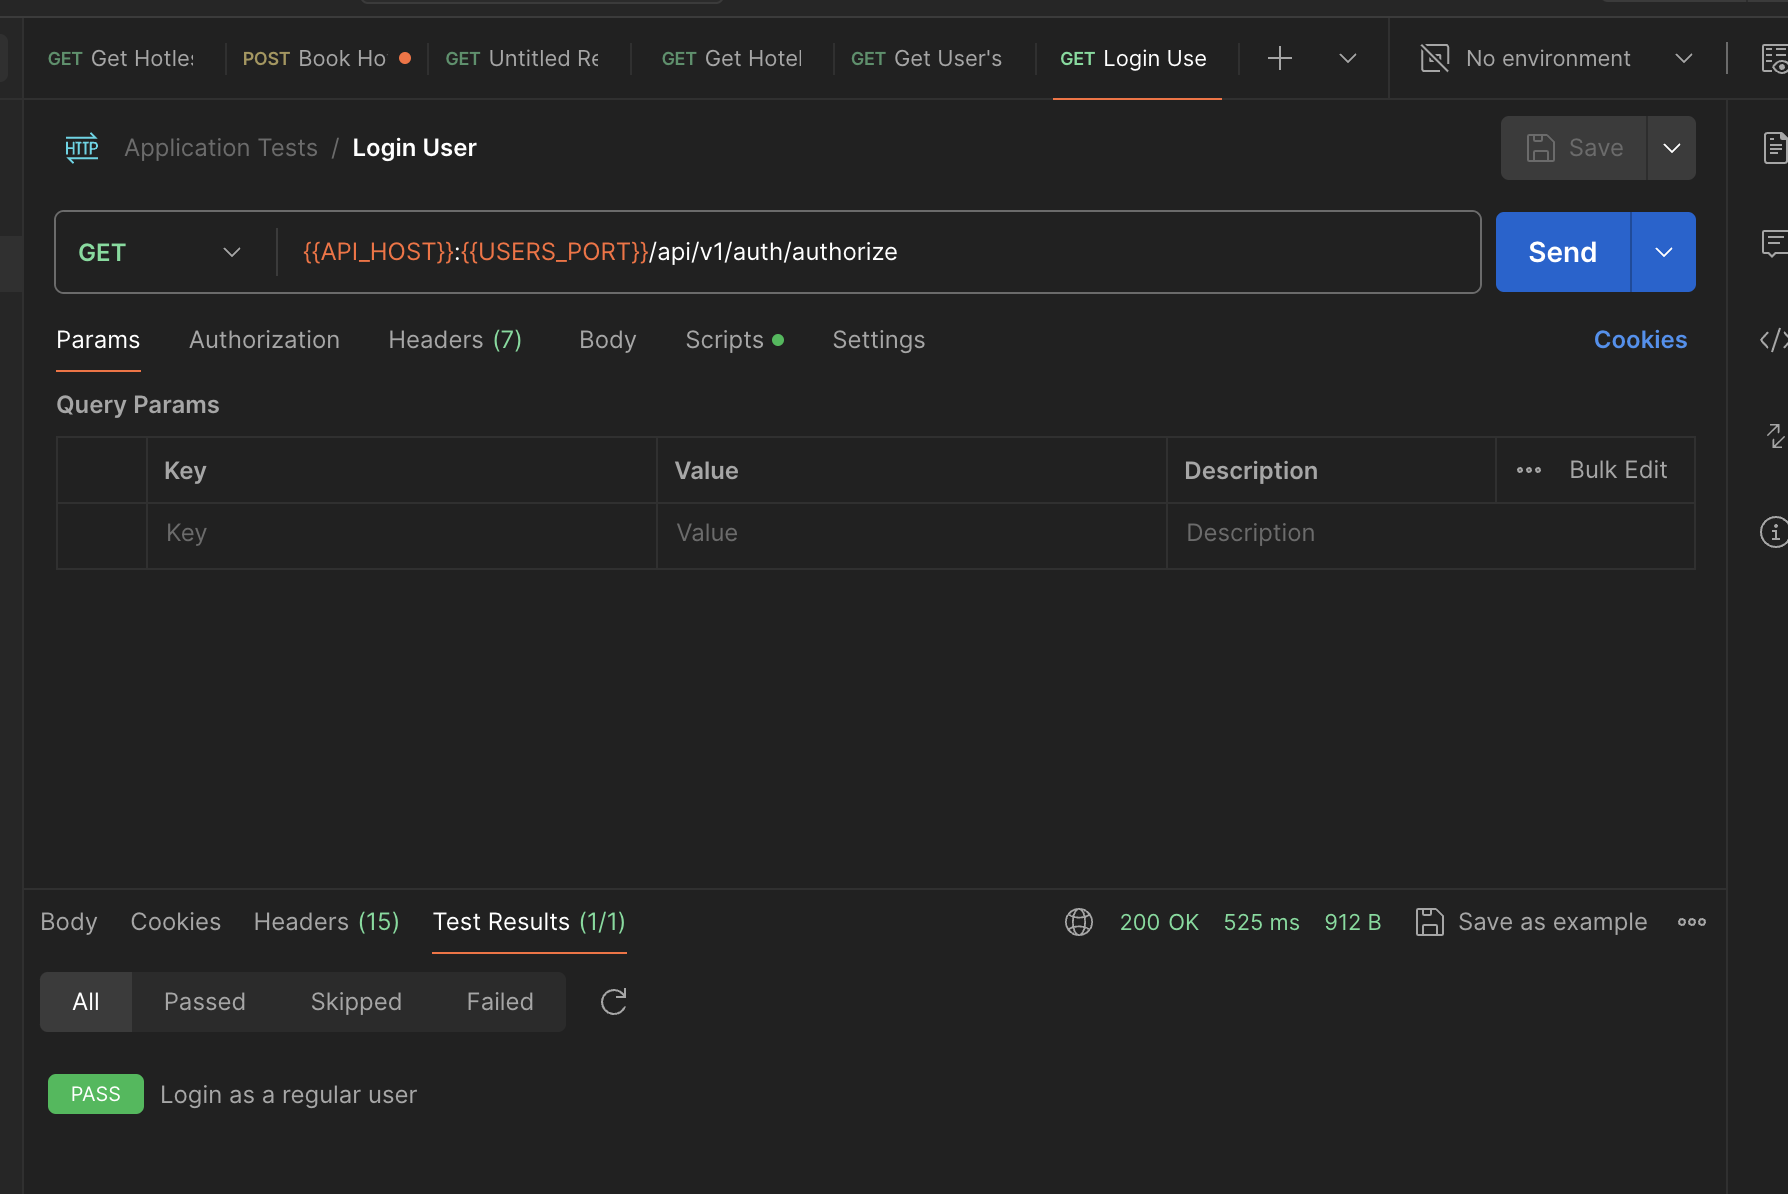 GET Get Hotle
POST Book Ho
GET Untitled Re
GET Get Hotel
GET Get User's
GET Login Use
No environment
HTTP
Application Tests / Login User
Save
GET
{{API_HOST}}:{{USERS_PORT}}/api/v1/auth/authorize
Send
Params
Authorization
Headers (7)
Body
Scripts
Settings
Cookies
Query Params
Key
Value
Description
Bulk Edit
Key
Value
Description
Body
Cookies
Headers (15)
Test Results (1/1)
200 OK
525 ms
912 B
Save as example
All
Passed
Skipped
Failed
PASS
Login as a regular user